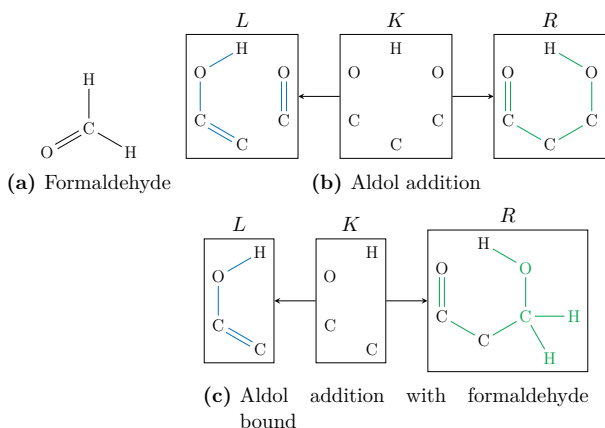 L K R
H H H
O O O O O O
H
C
O H
C C C C C C
C C C
(a) Formaldehyde
(b) Aldol addition
L K R
H H H
O O O O
C C C C H
C C C H
(c) Aldol addition with formaldehyde
bound